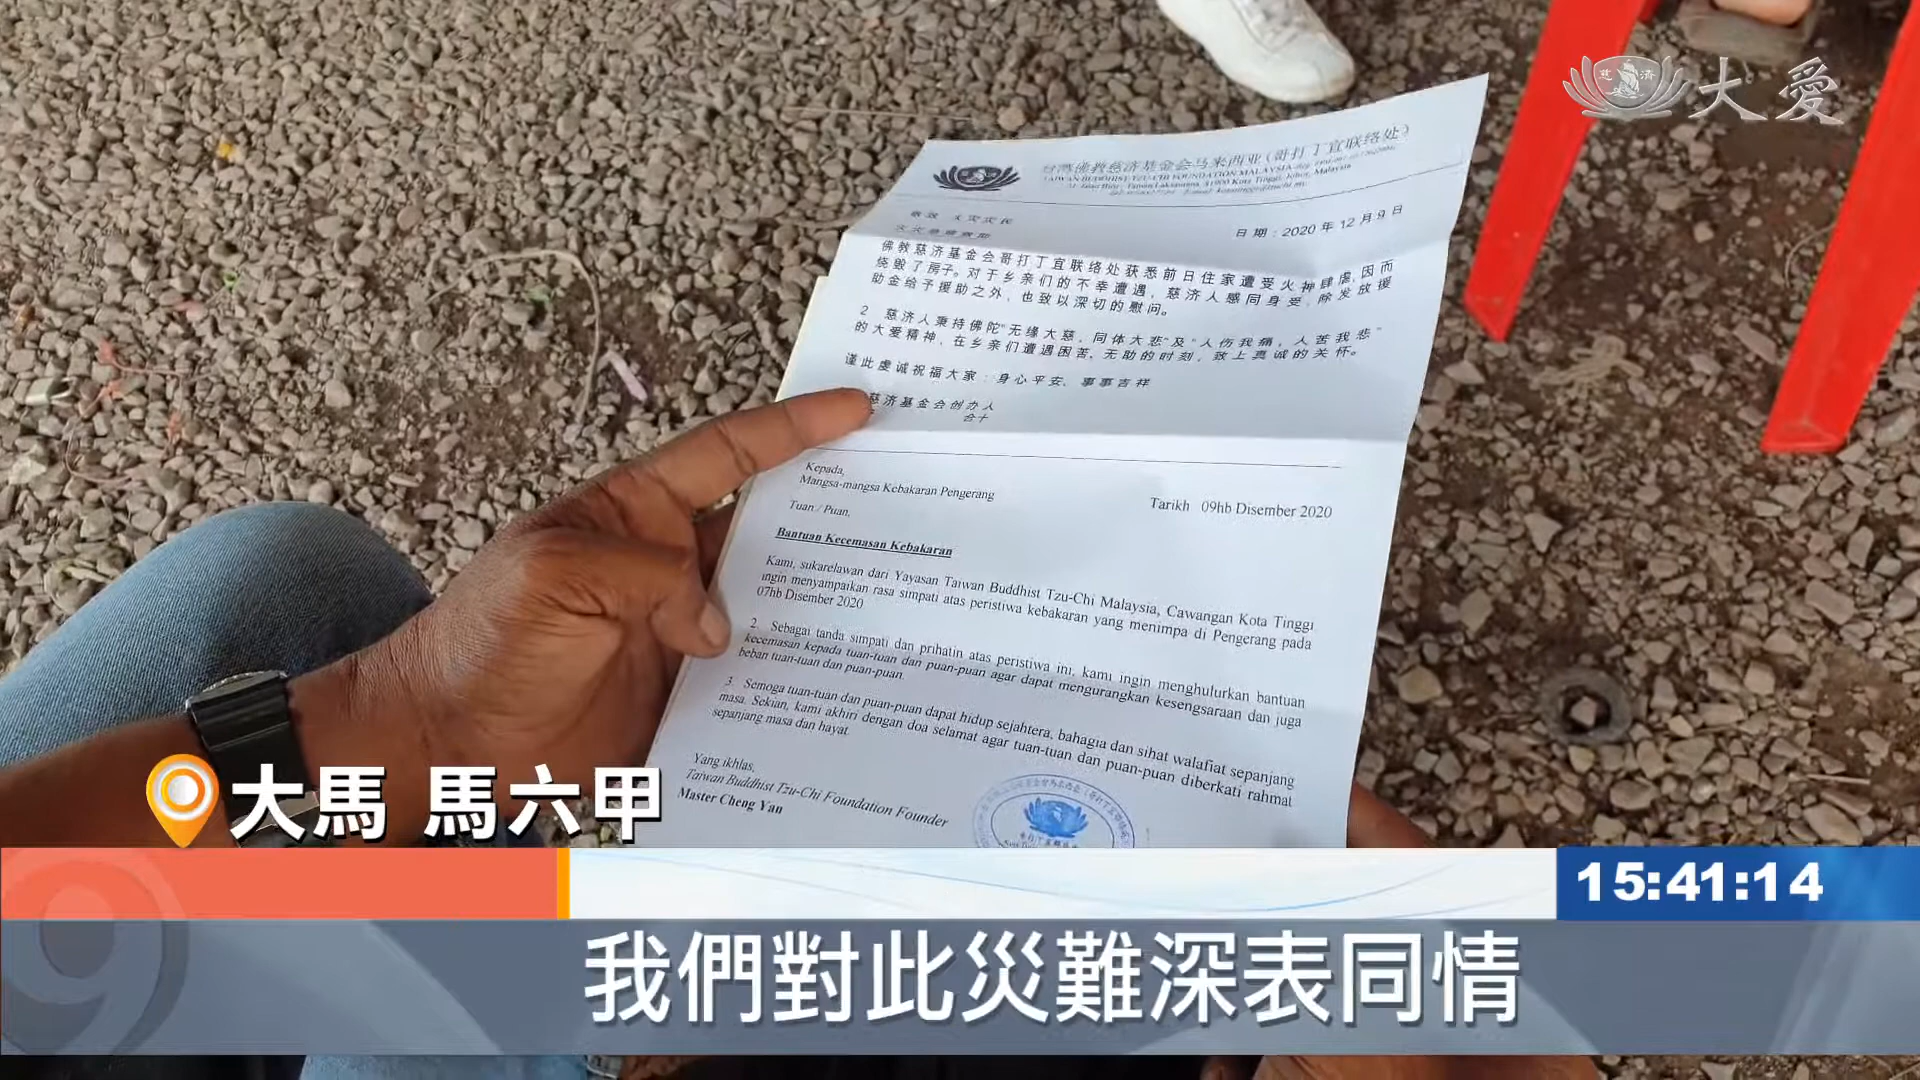 大愛
慈 濟
台湾佛教慈济基金会马来西亚(哥打丁宜联络处)
TAIWAN BUDDHIST TZU-CHI FOUNDATION MALAYSIA
日期:2020年12月9日
佛教慈济基金会哥打丁宜联络处获悉前日住家遭受火神肆虐,因而
烧毁了房子。对于乡亲们的不幸遭遇,慈济人感同身受,除发放援
助金给予援助之外,也致以深切的慰问。
2 慈济人秉持佛陀"无缘大慈,同体大悲"及"人伤我痛,人苦我悲"
的大爱精神,在乡亲们遭遇困苦、无助的时刻,致上真诚的关怀。
谨此虔诚祝福大家:身心平安、事事吉祥
慈济基金会创办人
合十
Kepada,
Mangsa-mangsa Kebakaran Pengerang
Tarikh 09hb Disember 2020
Tuan / Puan,
Bantuan Kecemasan Kebakaran
Kami, sukarelawan dari Yayasan Taiwan Buddhist Tzu-Chi Malaysia, Cawangan Kota Tinggi
ingin menyampaikan rasa simpati atas peristiwa kebakaran yang menimpa di Pengerang pada
07hb Disember 2020
2 Sebagai tanda simpati dan prihatin atas peristiwa ini, kami ingin menghulurkan bantuan
kecemasan kepada tuan-tuan dan puan-puan agar dapat mengurangkan kesengsaraan dan juga
beban tuan-tuan dan puan-puan
3. Semoga tuan-tuan dan puan-puan dapat hidup sejahtera, bahagia dan sihat walafiat sepanjang
masa. Sekian, kami akhiri dengan doa selamat agar tuan-tuan dan puan-puan diberkati rahmat
sepanjang masa dan hayat.
Yang ikhlas,
Taiwan Buddhist Tzu-Chi Foundation Founder
Master Cheng Yan
大馬 馬六甲
15:41:14
我們對此災難深表同情